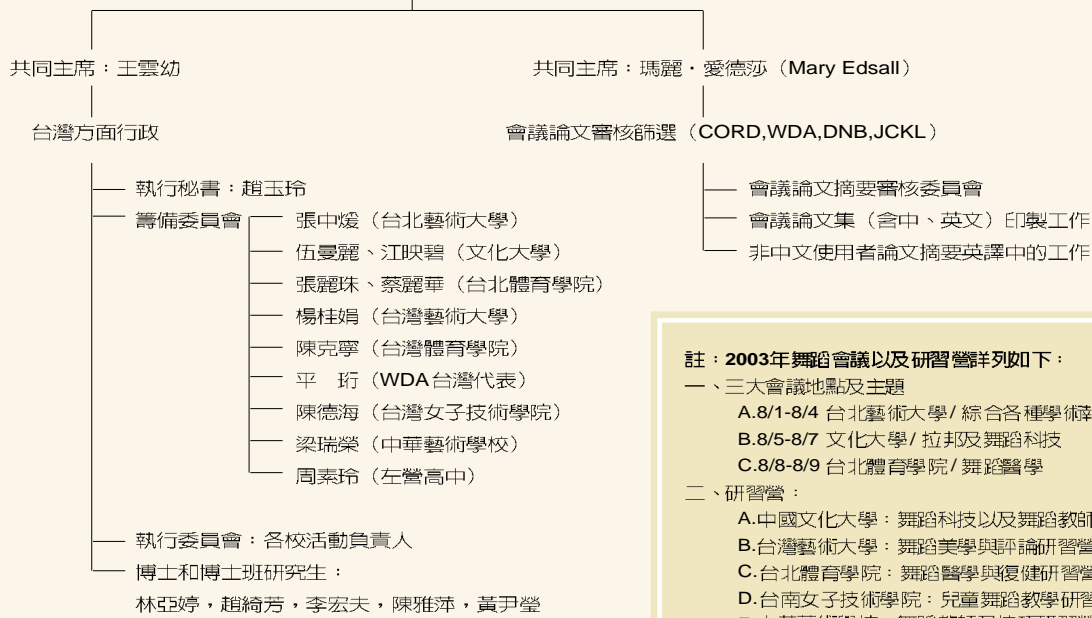 共同主席：王雲幼
台灣方面行政
執行秘書：趙玉玲
籌備委員會
張中煖（台北藝術大學）
伍曼麗、江映碧（文化大學）
張麗珠、蔡麗華（台北體育學院）
楊桂娟（台灣藝術大學）
陳克寧（台灣體育學院）
平　珩（WDA台灣代表）
陳德海（台灣女子技術學院）
梁瑞榮（中華藝術學校）
周素玲（左營高中）
執行委員會：各校活動負責人
博士和博士班研究生：
林亞婷，趙綺芳，李宏夫，陳雅萍，黃尹瑩
共同主席：瑪麗．愛德莎（Mary Edsall）
會議論文審核篩選（CORD,WDA,DNB,JCKL）
會議論文摘要審核委員會
會議論文集（含中、英文）印製工作
非中文使用者論文摘要英譯中的工作
註：2003年舞蹈會議以及研習營詳列如下：
一、三大會議地點及主題
A.8/1-8/4 台北藝術大學/ 綜合各種學術
B.8/5-8/7 文化大學/ 拉邦及舞蹈科技
C.8/8-8/9 台北體育學院/ 舞蹈醫學
二、研習營：
A.中國文化大學：舞蹈科技以及舞蹈教師
B.台灣藝術大學：舞蹈美學與評論研習營
C.台北體育學院：舞蹈醫學與復健研習營
D.台南女子技術學院：兒童舞蹈教學研習